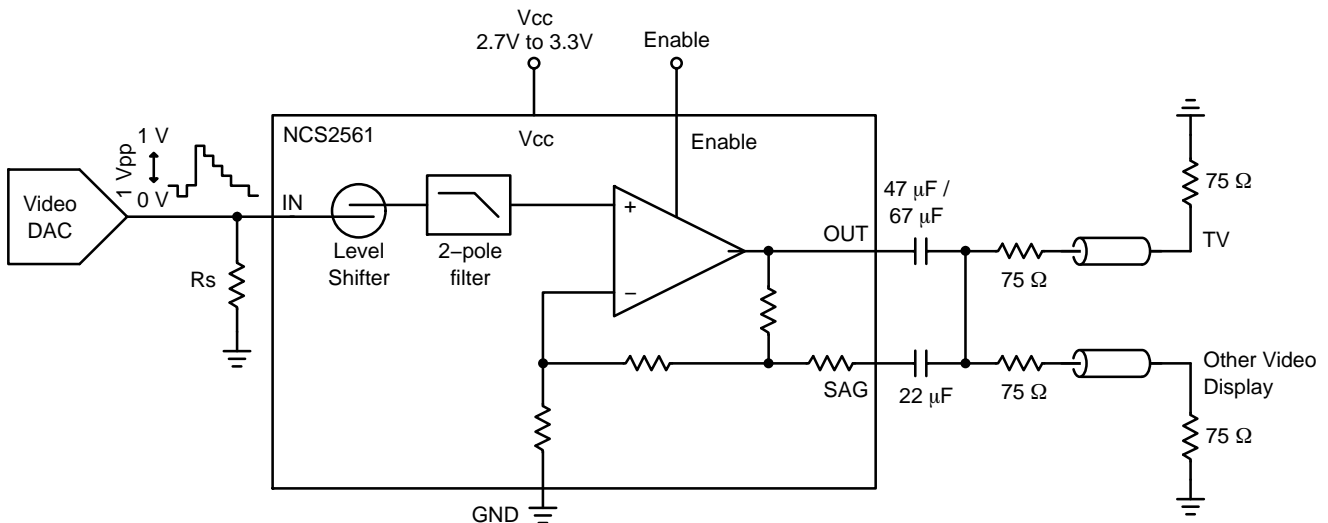 Vcc
2.7V to 3.3V
Enable
NCS2561
Vcc
Enable
1 Vpp
1 V
0 V
Video
DAC
IN
Level
Shifter
2–pole
filter
+
−
OUT
47 μF /
67 μF
75 Ω
TV
75 Ω
Rs
SAG
22 μF
75 Ω
Other Video
Display
75 Ω
GND